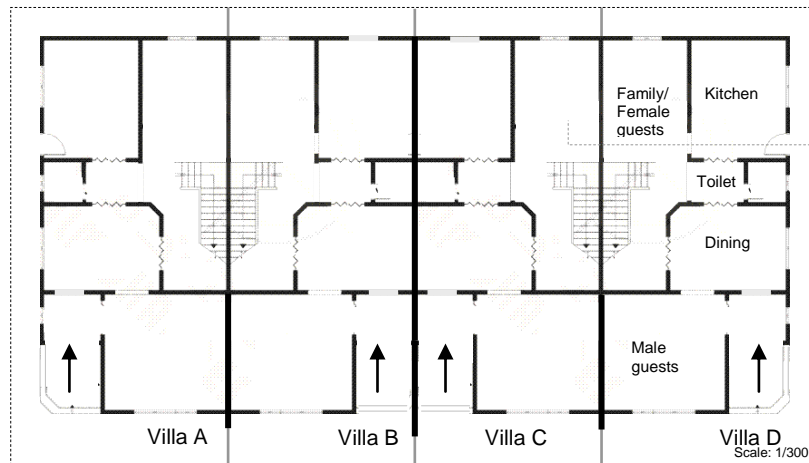 Family/
Female
guests
Kitchen
Toilet
Dining
Male
guests
Villa A
Villa B
Villa C
Villa D
Scale: 1/300